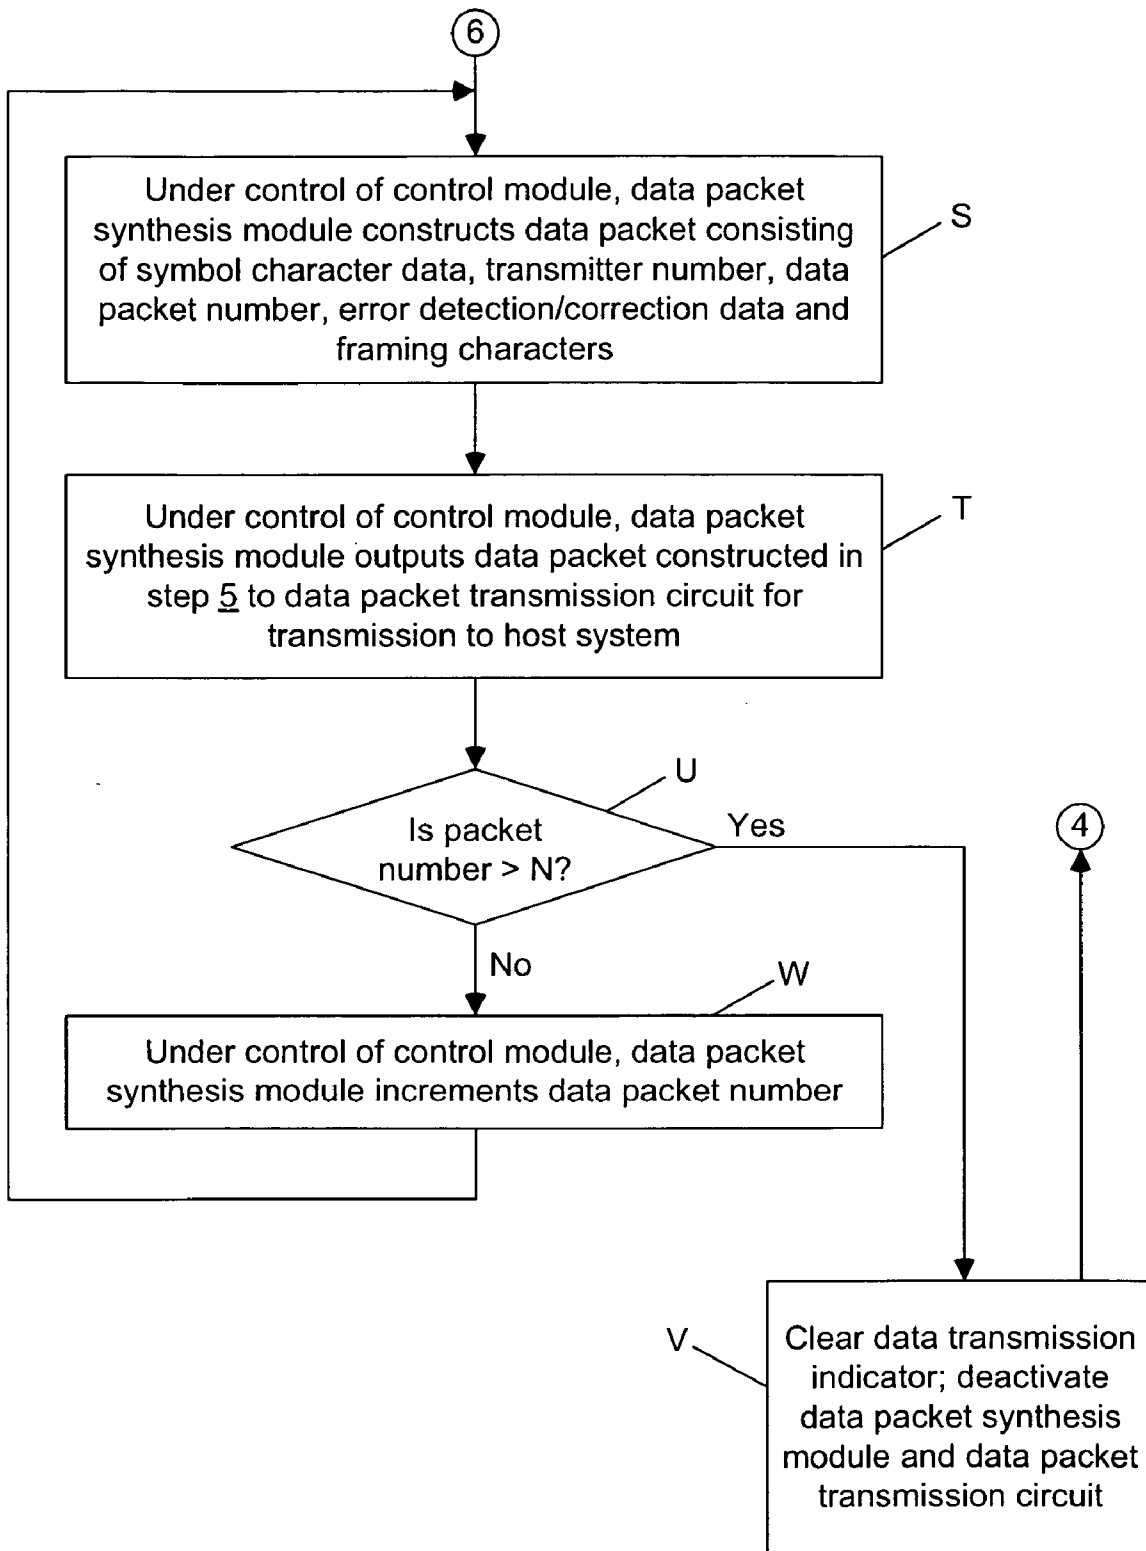 6
Under control of control module, data packet
synthesis module constructs data packet consisting
of symbol character data, transmitter number, data
packet number, error detection/correction data and
framing characters
S
Under control of control module, data packet
synthesis module outputs data packet constructed in
step 5 to data packet transmission circuit for
transmission to host system
T
U
Is packet
number > N?
Yes
4
No
W
Under control of control module, data packet
synthesis module increments data packet number
V
Clear data transmission
indicator; deactivate
data packet synthesis
module and data packet
transmission circuit